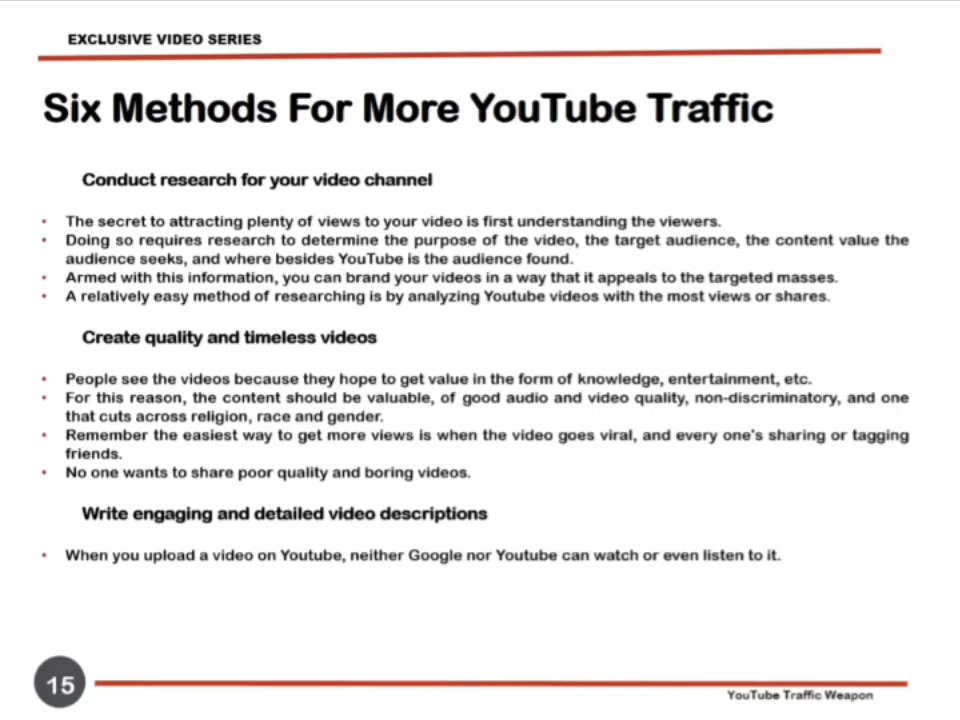 EXCLUSIVE VIDEO SERIES
Six Methods For More YouTube Traffic
Conduct research for your video channel
• The secret to attracting plenty of views to your video is first understanding the viewers.
• Doing so requires research to determine the purpose of the video, the target audience, the content value the
audience seeks, and where besides YouTube is the audience found.
• Armed with this information, you can brand your videos in a way that it appeals to the targeted masses.
• A relatively easy method of researching is by analyzing Youtube videos with the most views or shares.
Create quality and timeless videos
• People see the videos because they hope to get value in the form of knowledge, entertainment, etc.
• For this reason, the content should be valuable, of good audio and video quality, non-discriminatory, and one
that cuts across religion, race and gender.
• Remember the easiest way to get more views is when the video goes viral, and every one's sharing or tagging
friends.
• No one wants to share poor quality and boring videos.
Write engaging and detailed video descriptions
• When you upload a video on Youtube, neither Google nor Youtube can watch or even listen to it.
15
YouTube Traffic Weapon